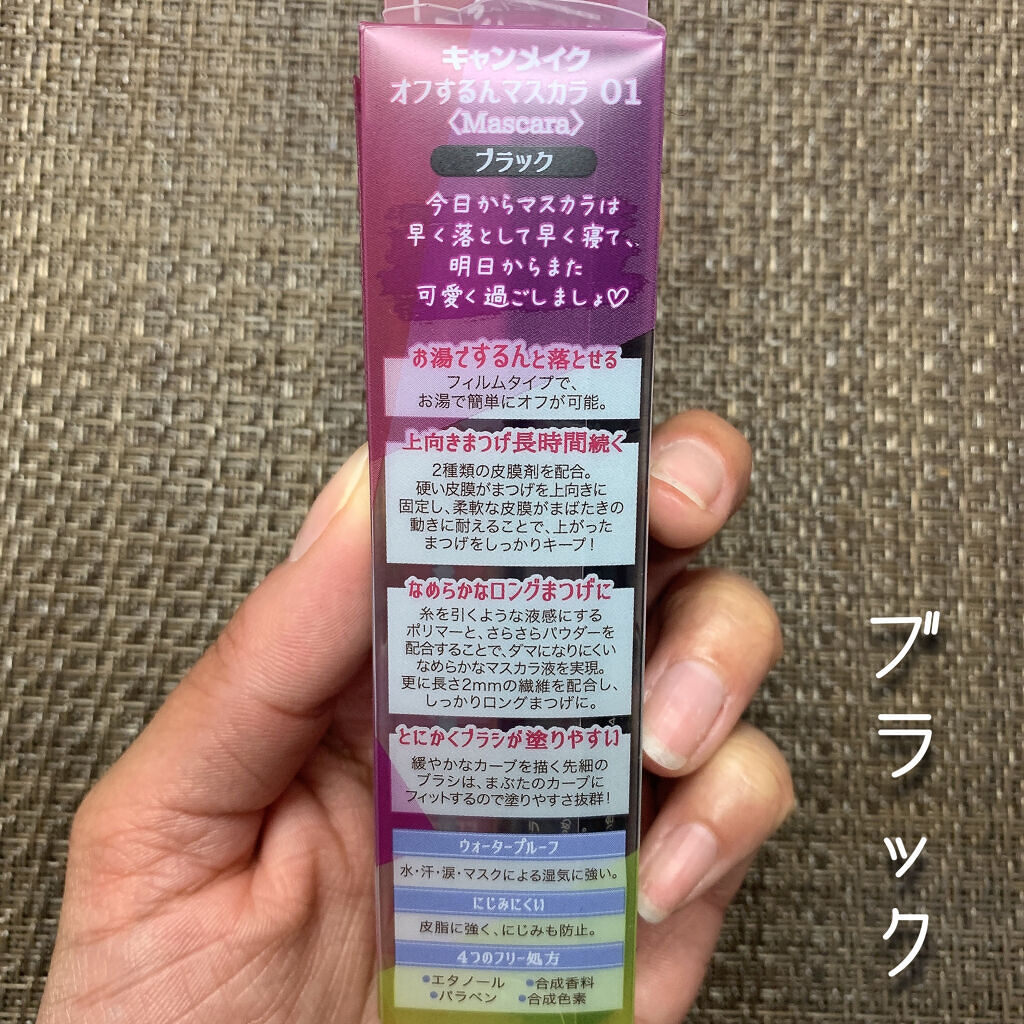 キャンメイク
オフするんマスカラ 01
〈Mascara〉
ブラック
今日からマスカラは
早く落として早く寝て、
明日からまた
可愛く過ごしましょ♡
お湯でするんと落とせる
フィルムタイプで、
お湯で簡単にオフが可能。
上向きまつげ長時間続く
2種類の皮膜剤を配合。
硬い皮膜がまつげを上向きに
固定し、柔軟な皮膜がまばたきの
動きに耐えることで、上がった
まつげをしっかりキープ!
なめらかなロングまつげに
糸を引くような液感にする
ポリマーと、さらさらパウダーを
配合することで、ダマになりにくい
なめらかなマスカラ液を実現。
更に長さ2mmの繊維を配合し、
しっかりロングまつげに。
とにかくブラシが塗りやすい
緩やかなカーブを描く先細の
ブラシは、まぶたのカーブに
フィットするので塗りやすさ抜群!
ウォータープルーフ
水・汗・涙・マスクによる湿気に強い。
にじみにくい
皮脂に強く、にじみも防止。
4つのフリー処方
●エタノール ●合成香料
●パラベン ●合成色素
ブラック